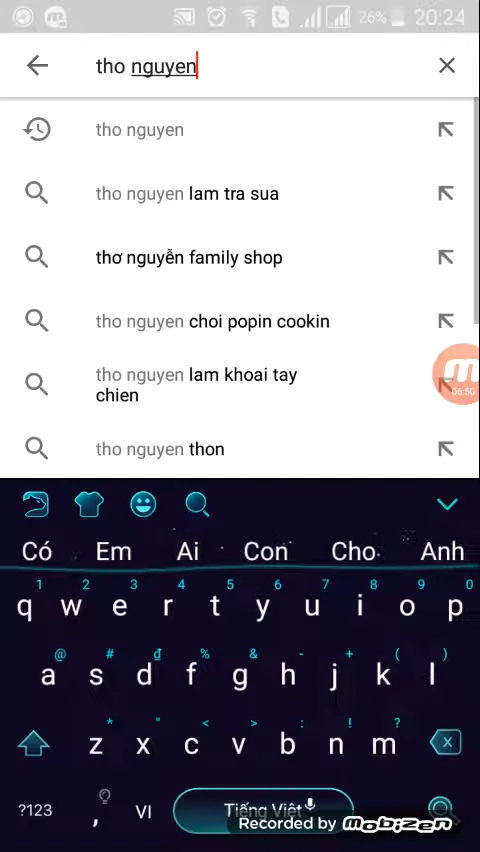 26% 20:24
tho nguyen
tho nguyen
tho nguyen lam tra sua
thơ nguyễn family shop
tho nguyen choi popin cookin
06:50
tho nguyen lam khoai tay
chien
tho nguyen thon
Có Em Ai Con Cho Anh
1 2 3 4 5 6 7 8 9 0
q w e r t y u i o p
@ # đ % & - + ( )
a s d f g h j k l
* " < > : ! ?
z x c v b n m
?123 , VI Tiếng Việt
Recorded by Mobizen